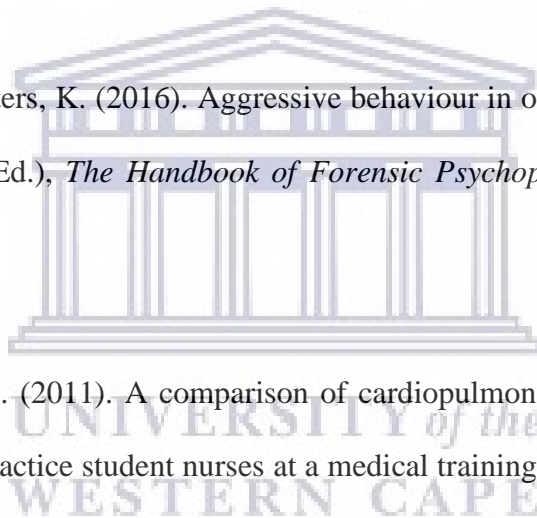 ters, K. (2016). Aggressive behaviour in o
Ed.), The Handbook of Forensic Psychop
. (2011). A comparison of cardiopulmon
UNIVERSITY of the
actice student nurses at a medical training
WESTERN CAPE